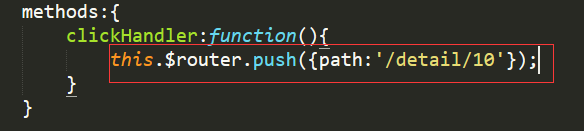 methods:{
clickHandler:function(){
this.$router.push({path:'/detail/10'});
}
}